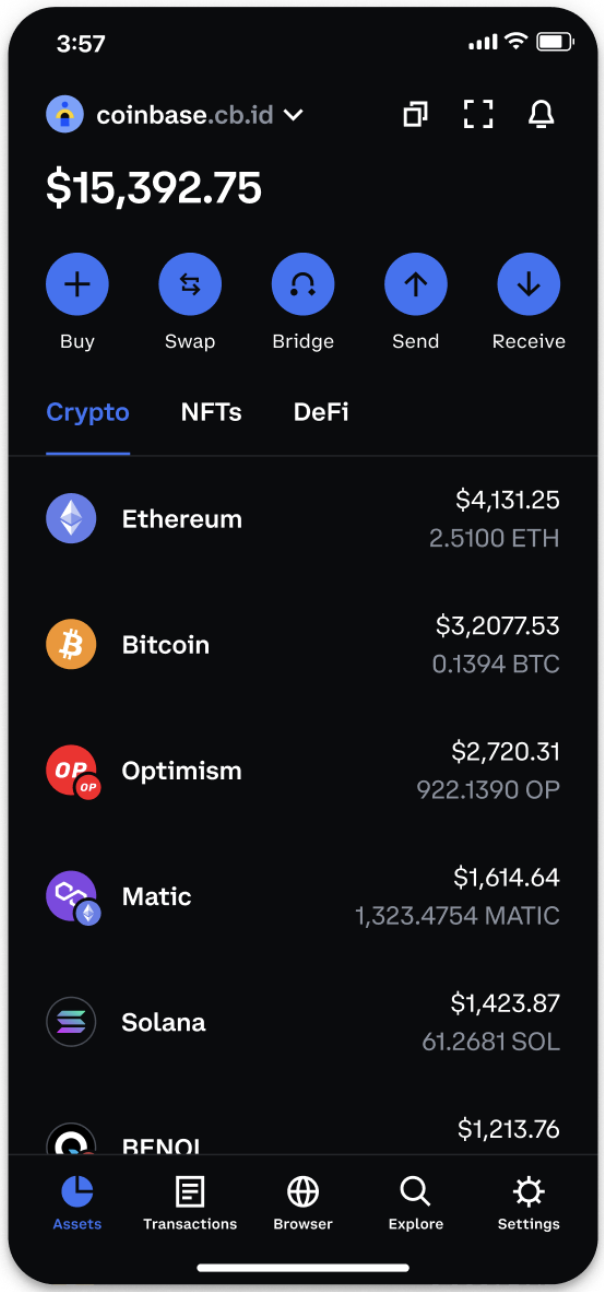 3:57
coinbase.cb.id
$15,392.75
Buy Swap Bridge Send Receive
Crypto NFTs DeFi
$4,131.25
Ethereum
2.5100 ETH
$3,2077.53
Bitcoin
0.1394 BTC
$2,720.31
OP
Optimism
OP
922.1390 OP
$1,614.64
Matic
1,323.4754 MATIC
$1,423.87
Solana
61.2681 SOL
$1,213.76
Assets Transactions Browser Explore Settings